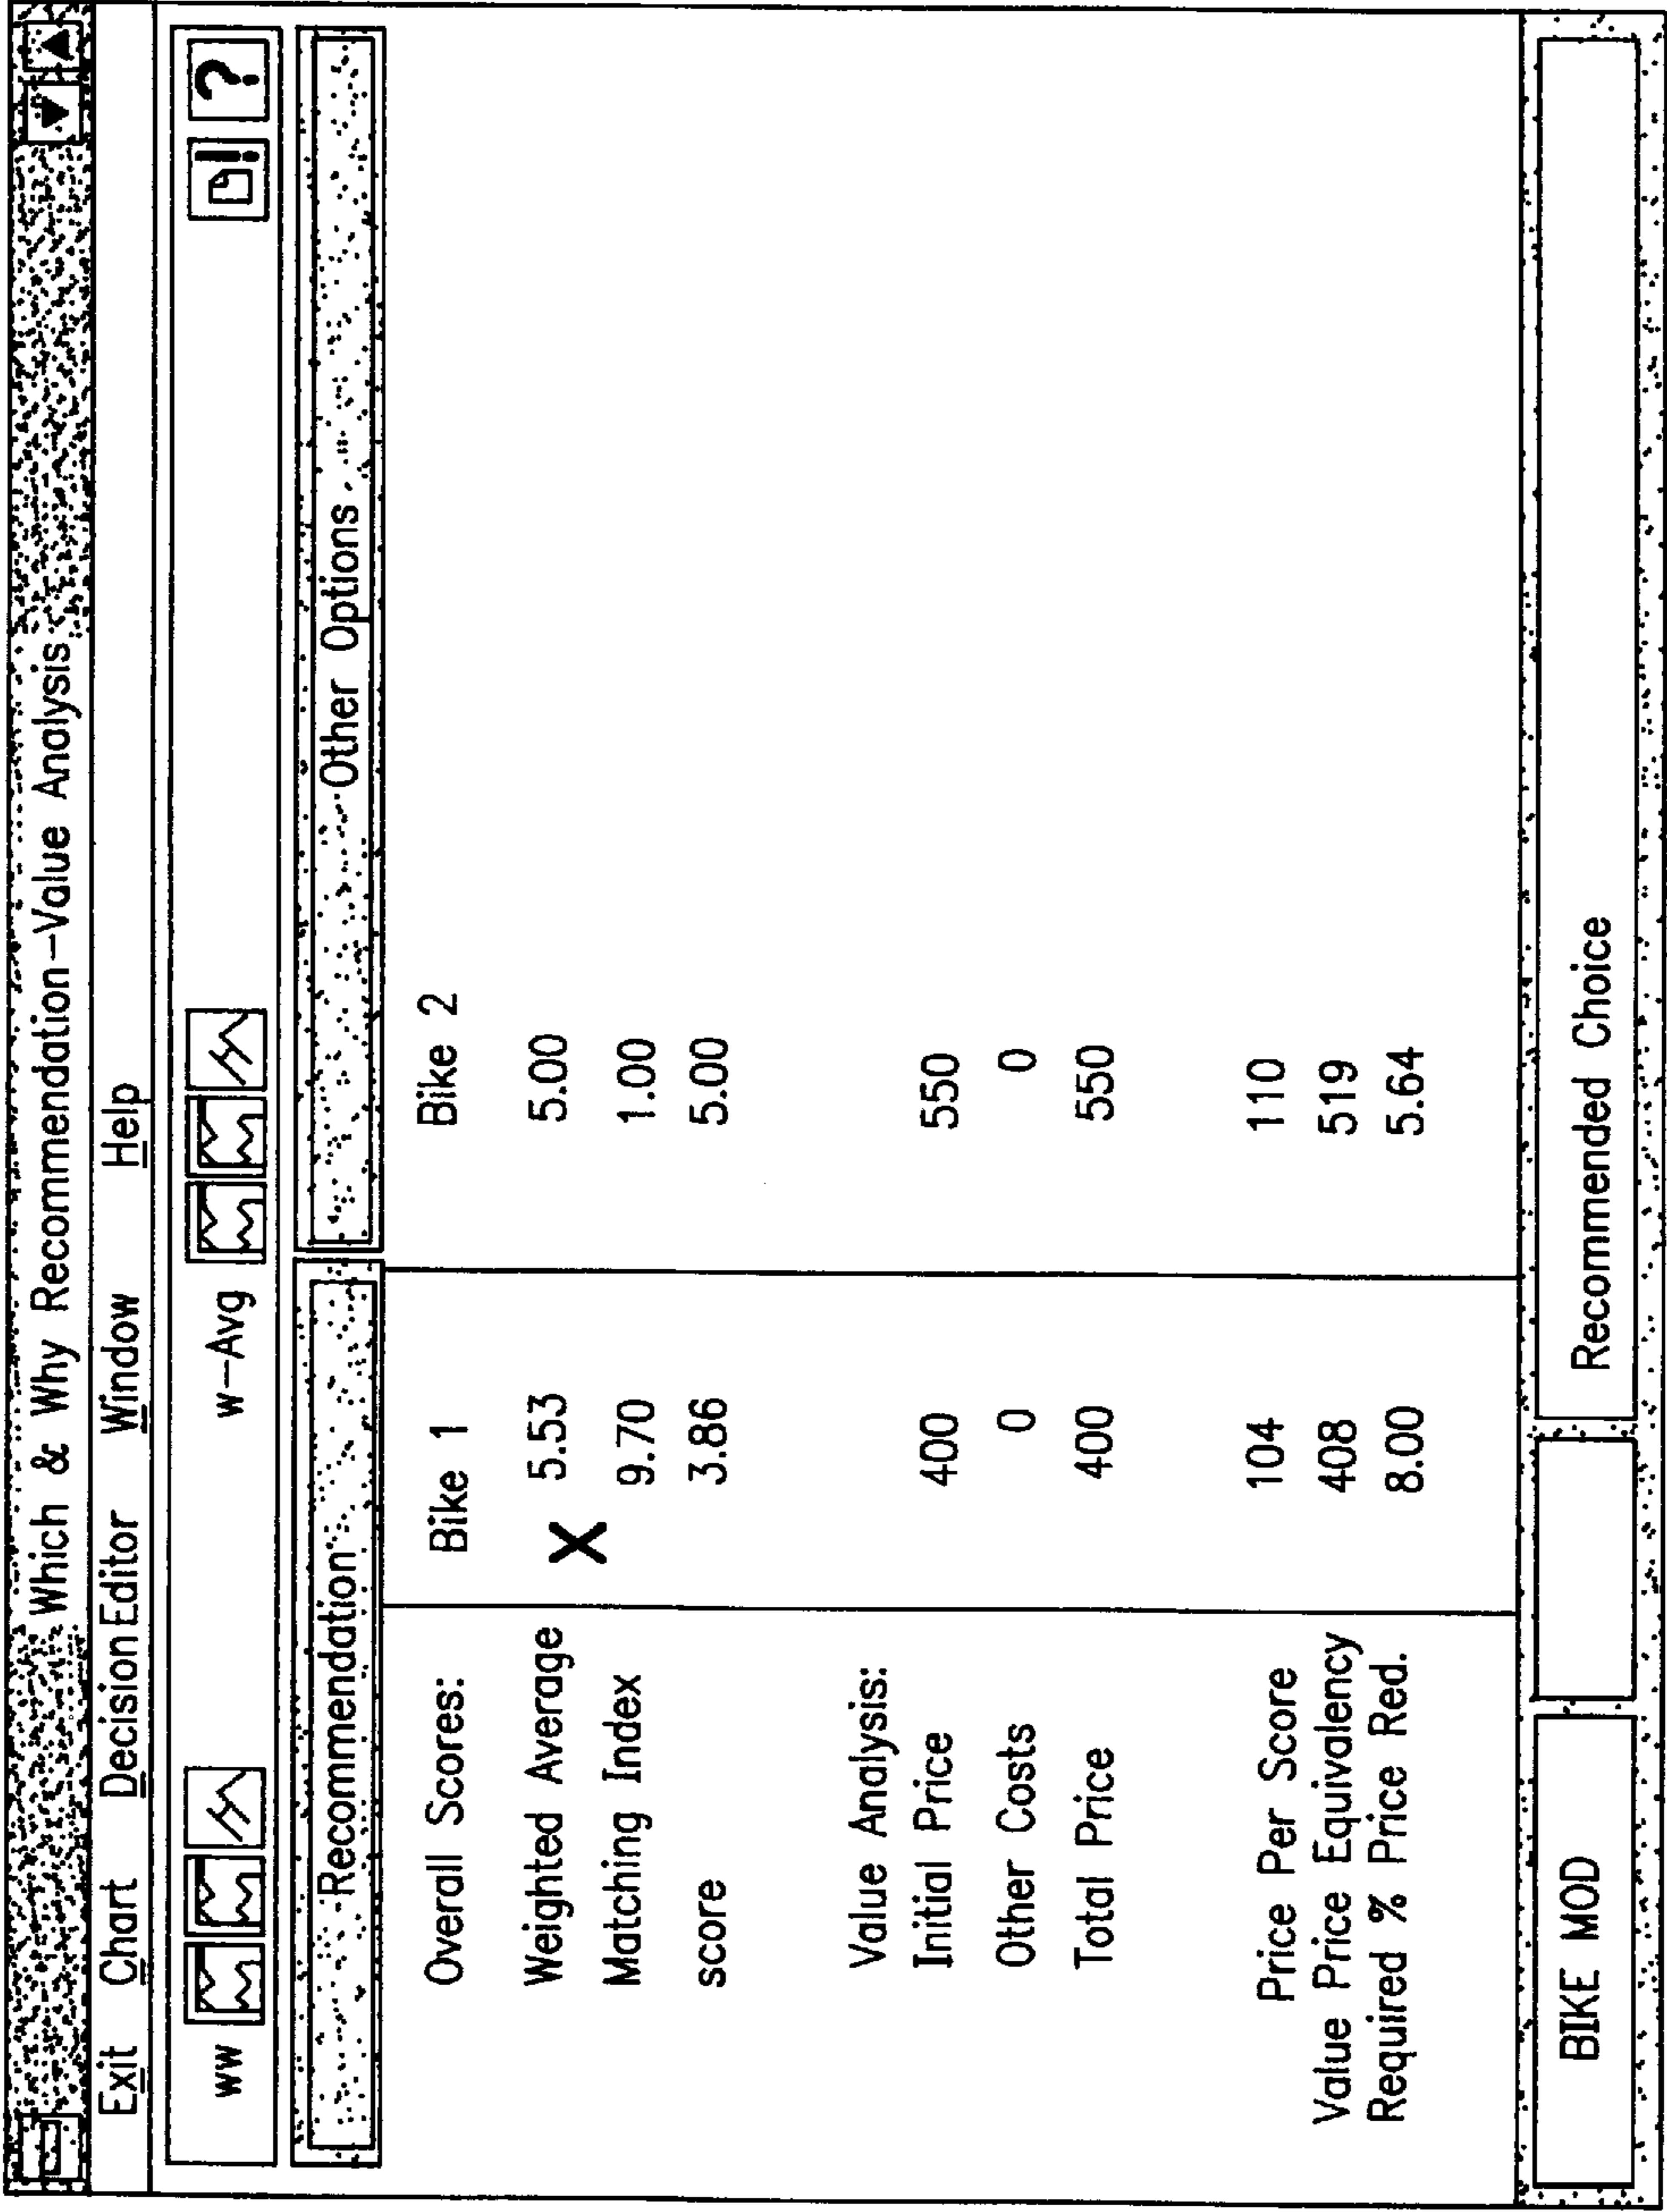 Which & Why Recommendation–Value Analysis
Exit Chart Decision Editor Window Help
ww w–Avg ?
Recommendation Other Options
Overall Scores: Bike 1 Bike 2
Weighted Average X 5.53 5.00
Matching Index 9.70 1.00
score 3.86 5.00
Value Analysis:
Initial Price 400 550
Other Costs 0 0
Total Price 400 550
Price Per Score 104 110
Value Price Equivalency 408 519
Required % Price Red. 8.00 5.64
BIKE MOD Recommended Choice